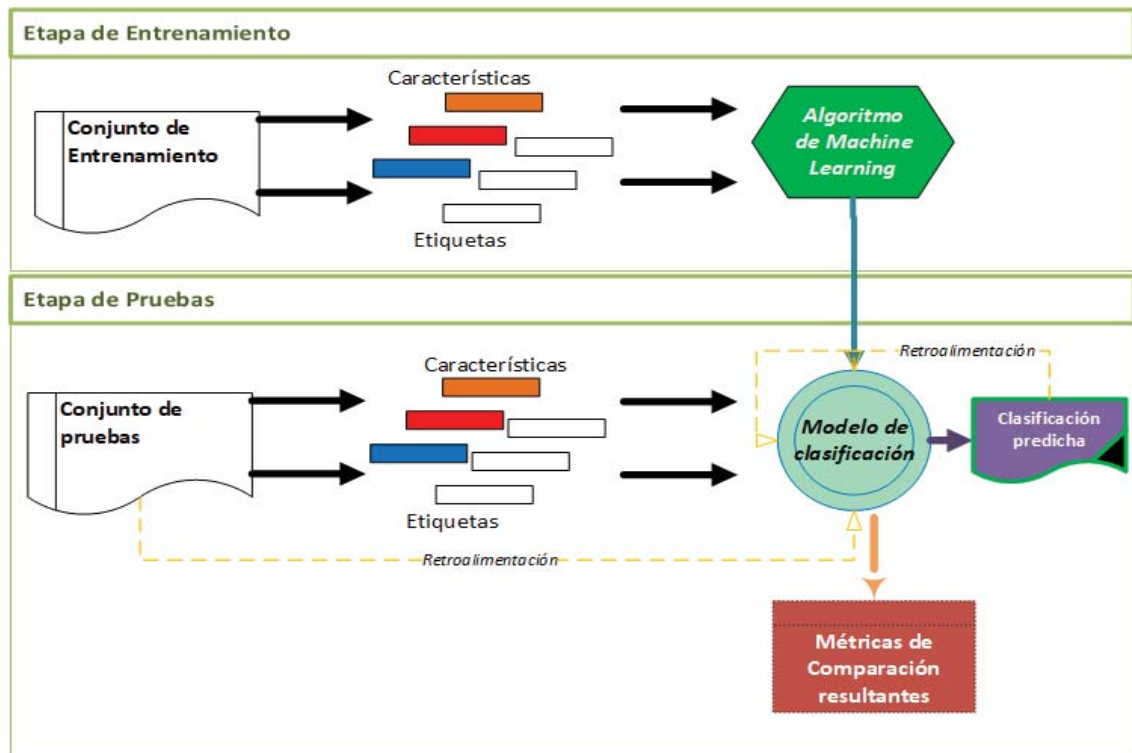 Etapa de Entrenamiento
Características
Conjunto de
Entrenamiento
Algoritmo
de Machine
Learning
Etiquetas
Etapa de Pruebas
Retroalimentación
Características
Conjunto de
pruebas
Modelo de
clasificación
Clasificación
predicha
Etiquetas
Retroalimentación
Métricas de
Comparación
resultantes